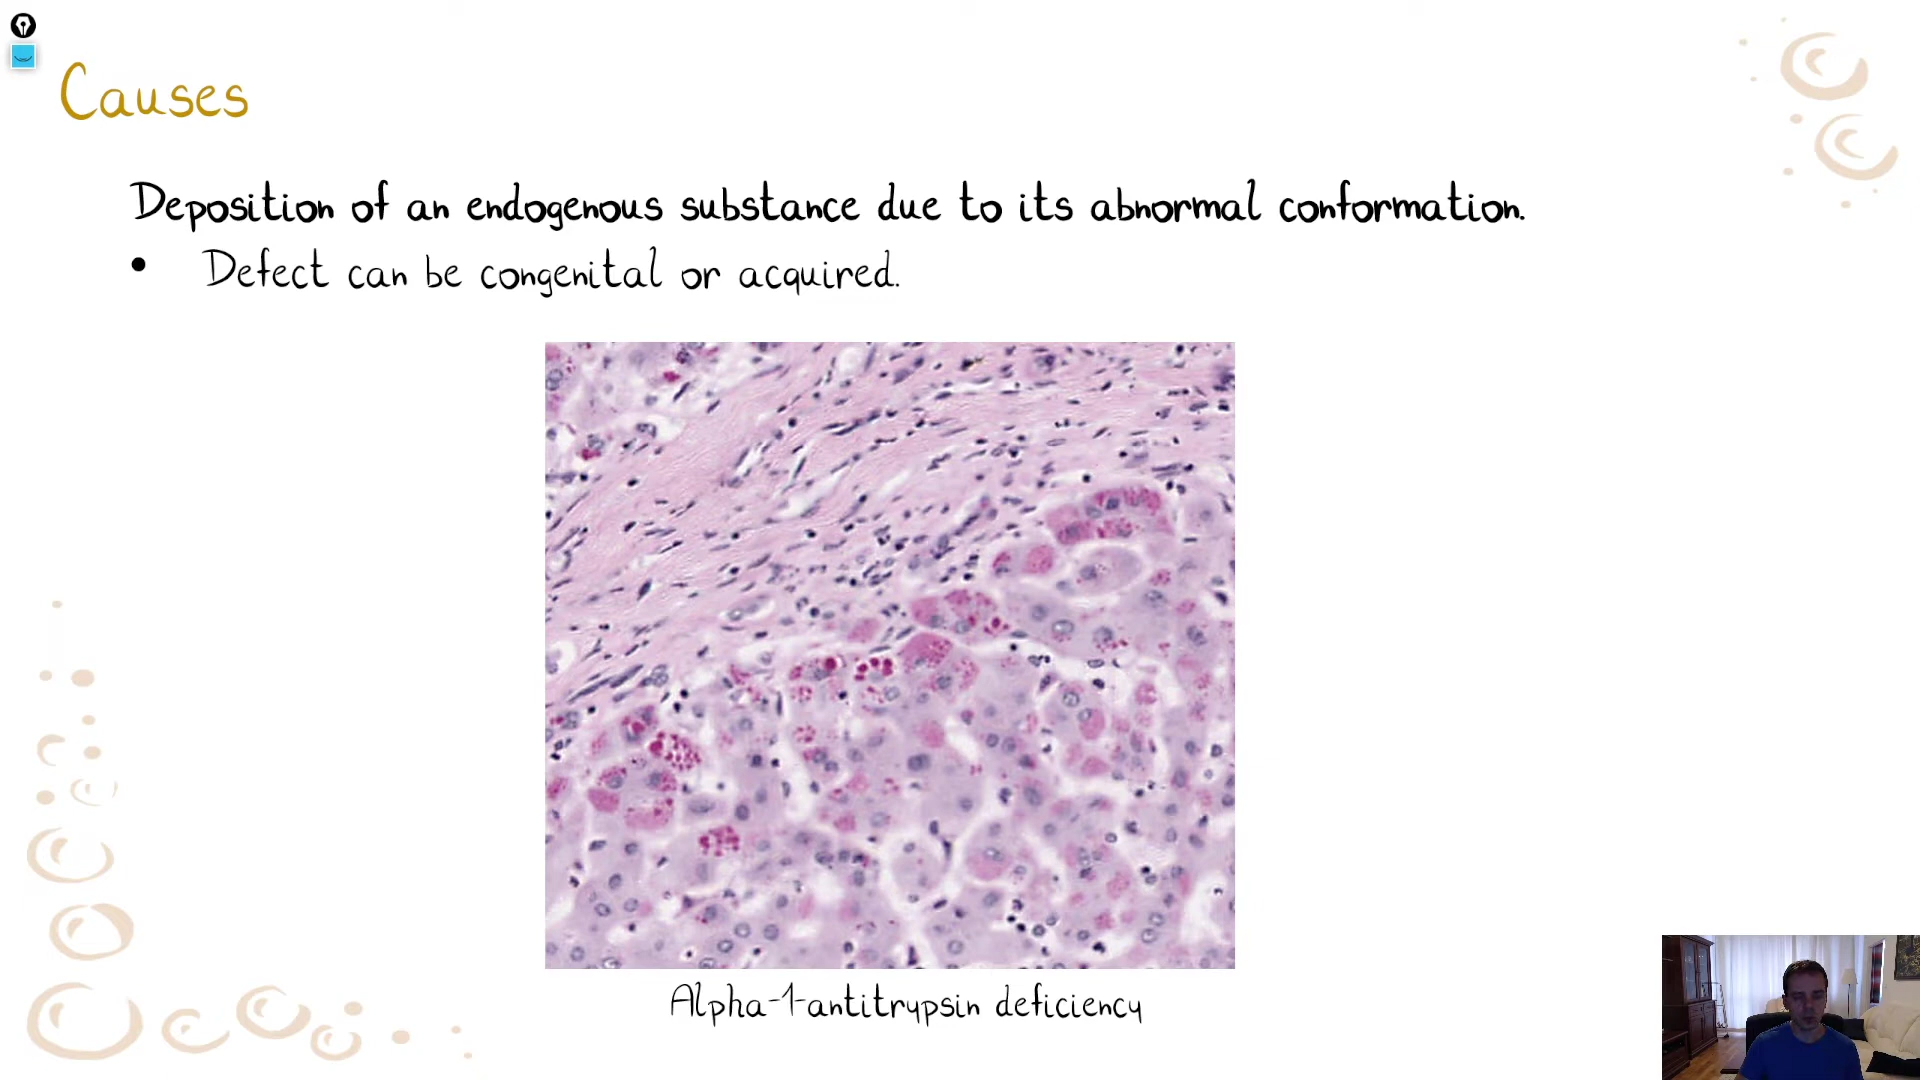 Causes
Deposition of an endogenous substance due to its abnormal conformation.
• Defect can be congenital or acquired.
Alpha-1-antitrypsin deficiency